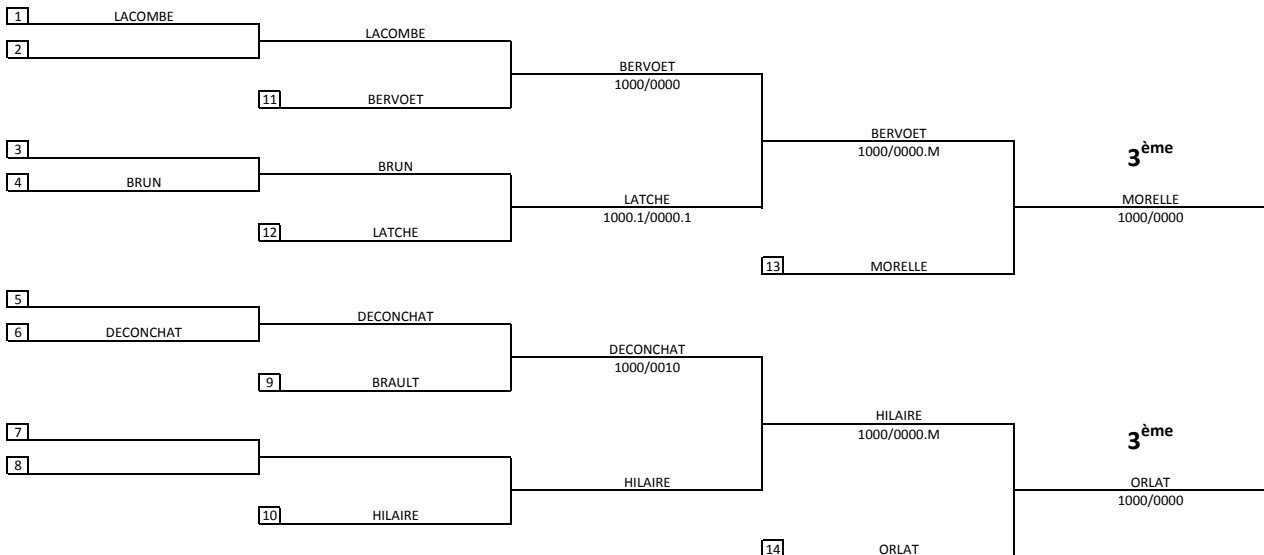 1 LACOMBE
LACOMBE
2
BERVOET
1000/0000
11 BERVOET
BERVOET
1000/0000.M
3ème
3
BRUN
4 BRUN
LATCHE
1000.1/0000.1
MORELLE
1000/0000
12 LATCHE
13 MORELLE
5
DECONCHAT
6 DECONCHAT
DECONCHAT
1000/0010
9 BRAULT
HILAIRE
1000/0000.M
3ème
7
8
HILAIRE
ORLAT
1000/0000
10 HILAIRE
14 ORLAT